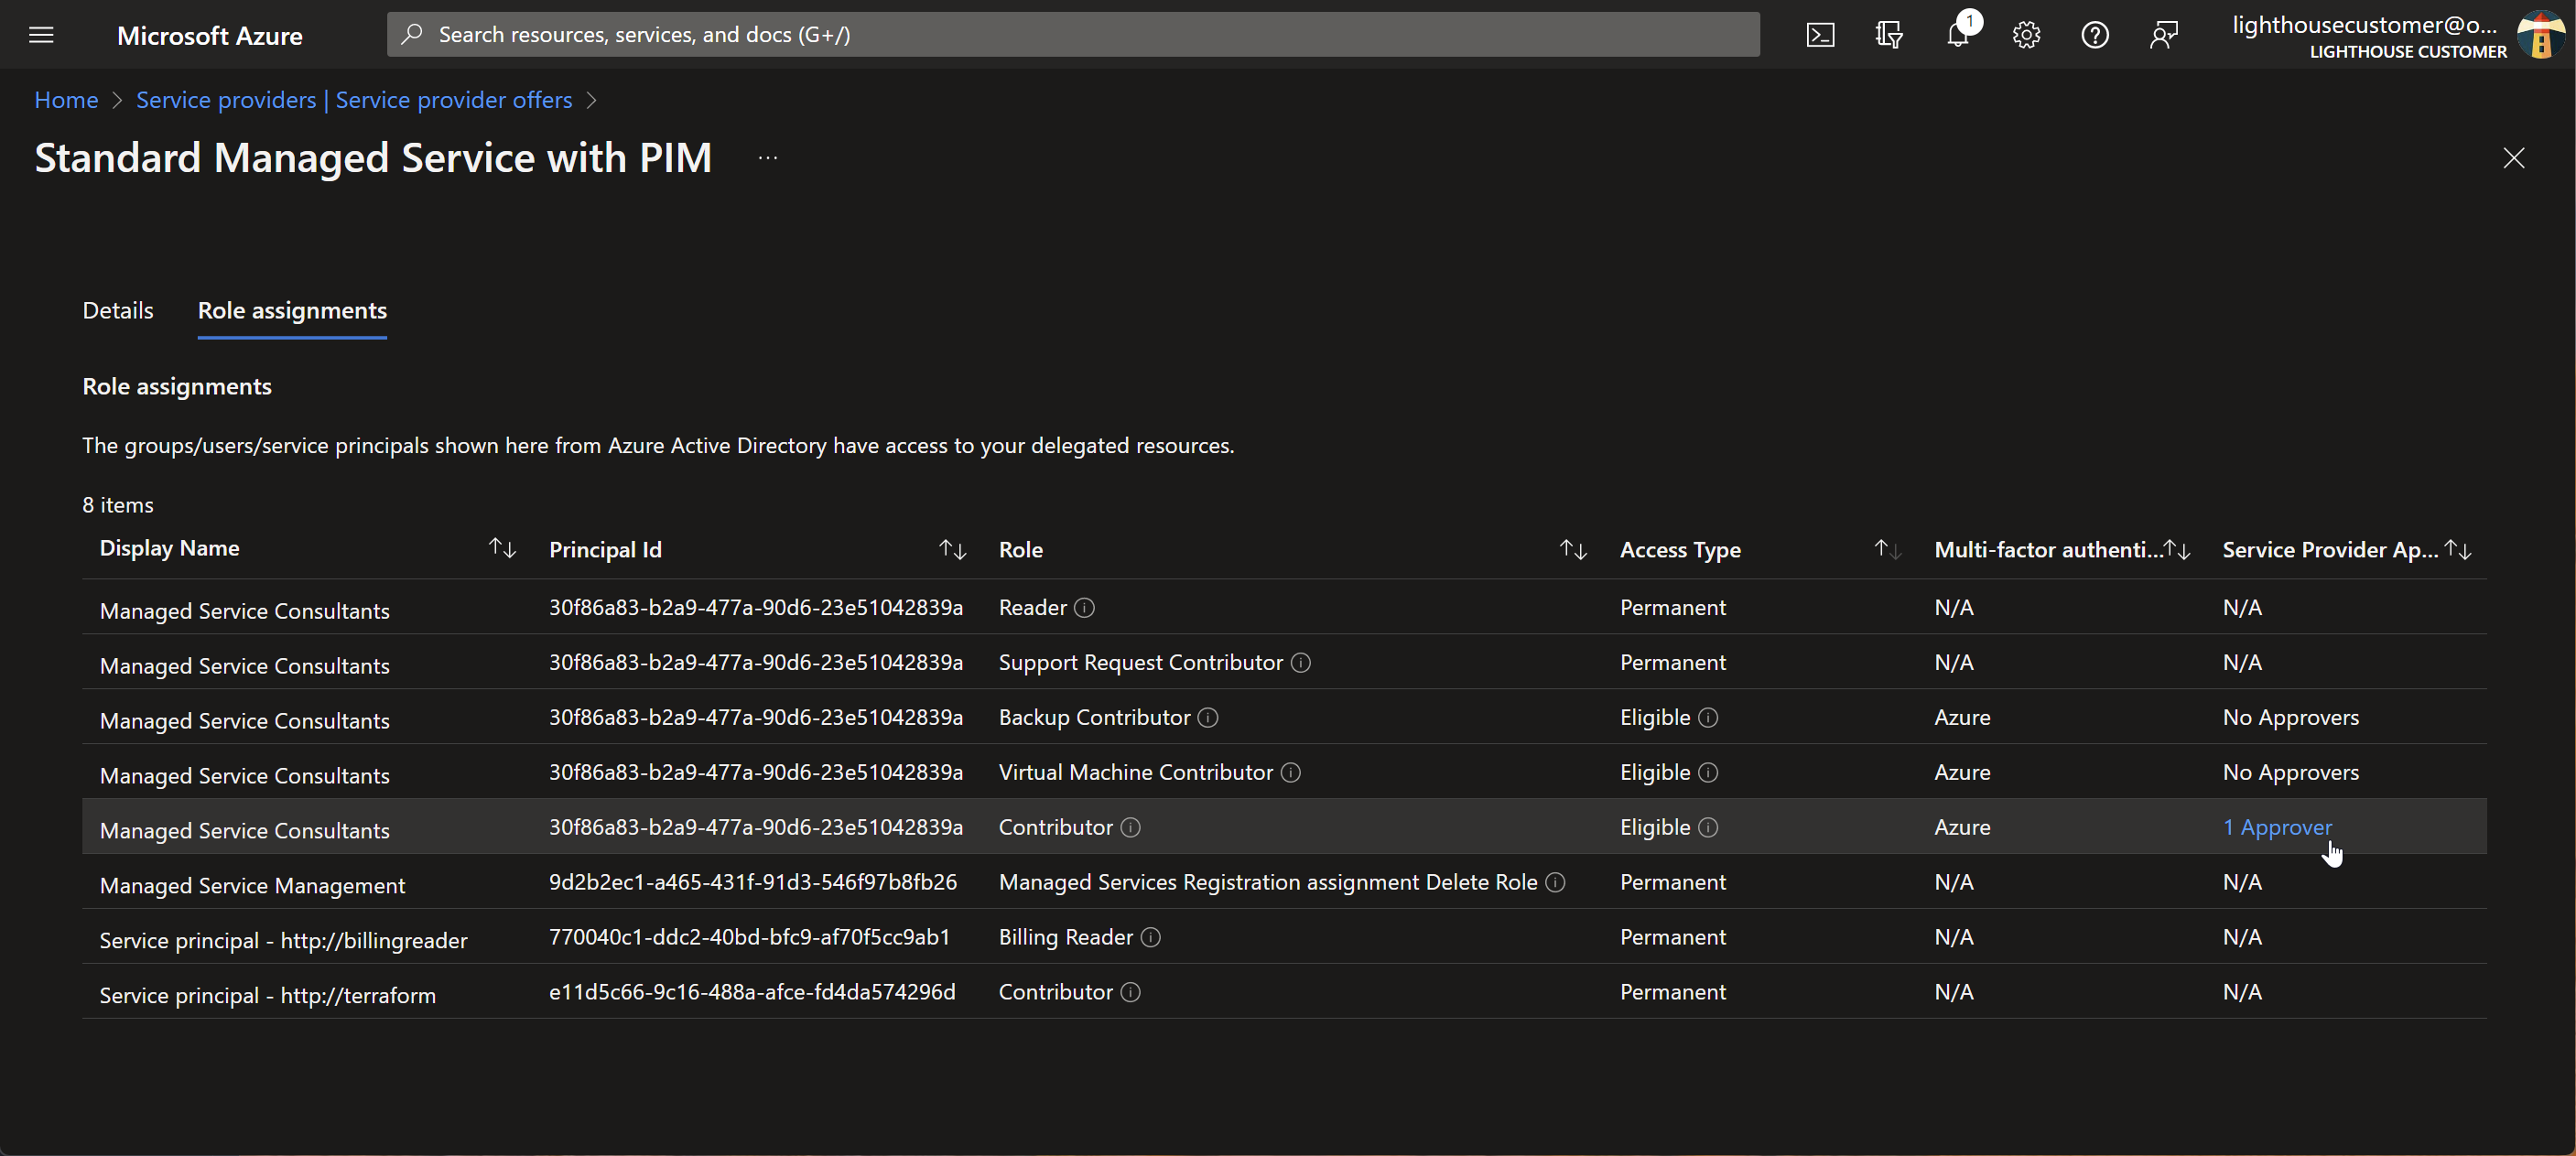 Microsoft Azure
Search resources, services, and docs (G+/)
1
lighthousecustomer@o...
LIGHTHOUSE CUSTOMER
Home > Service providers | Service provider offers >
Standard Managed Service with PIM ...
Details Role assignments
Role assignments
The groups/users/service principals shown here from Azure Active Directory have access to your delegated resources.
8 items
Display Name Principal Id Role Access Type Multi-factor authenti... Service Provider Ap...
Managed Service Consultants 30f86a83-b2a9-477a-90d6-23e51042839a Reader Permanent N/A N/A
Managed Service Consultants 30f86a83-b2a9-477a-90d6-23e51042839a Support Request Contributor Permanent N/A N/A
Managed Service Consultants 30f86a83-b2a9-477a-90d6-23e51042839a Backup Contributor Eligible Azure No Approvers
Managed Service Consultants 30f86a83-b2a9-477a-90d6-23e51042839a Virtual Machine Contributor Eligible Azure No Approvers
Managed Service Consultants 30f86a83-b2a9-477a-90d6-23e51042839a Contributor Eligible Azure 1 Approver
Managed Service Management 9d2b2ec1-a465-431f-91d3-546f97b8fb26 Managed Services Registration assignment Delete Role Permanent N/A N/A
Service principal - http://billingreader 770040c1-ddc2-40bd-bfc9-af70f5cc9ab1 Billing Reader Permanent N/A N/A
Service principal - http://terraform e11d5c66-9c16-488a-afce-fd4da574296d Contributor Permanent N/A N/A